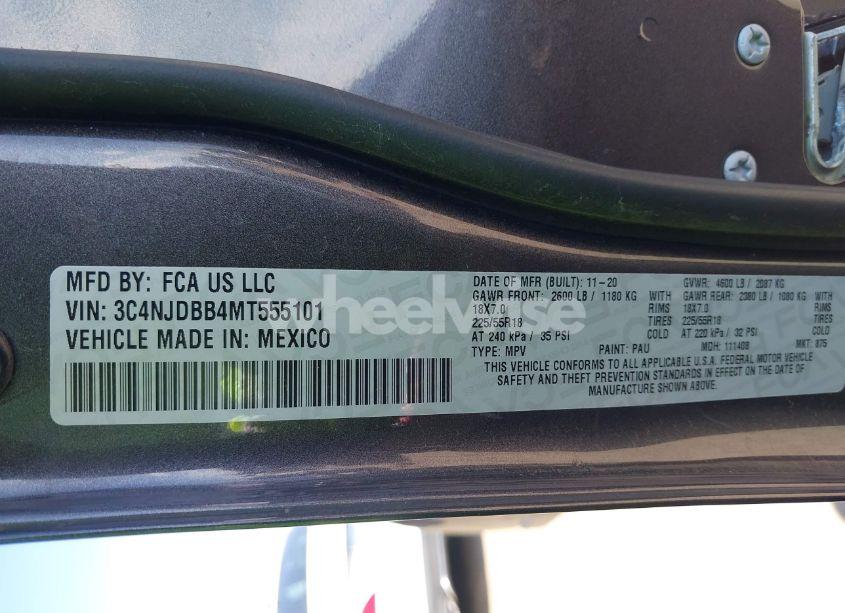 MFD BY: FCA US LLC
VIN: 3C4NJDBB4MT555101
VEHICLE MADE IN: MEXICO
DATE OF MFR (BUILT): 11-20 GVWR: 4600 LB / 2087 KG
GAWR FRONT: 2600 LB / 1180 KG WITH GAWR REAR: 2380 LB / 1080 KG WITH
18X7.0 RIMS 18X7.0 RIMS
225/55R18 TIRES 225/55R18 TIRES
AT 240 kPa / 35 PSI COLD AT 220 kPa / 32 PSI COLD
TYPE: MPV PAINT: PAU MDH: 111408 MKT: 875
THIS VEHICLE CONFORMS TO ALL APPLICABLE U.S.A. FEDERAL MOTOR VEHICLE
SAFETY AND THEFT PREVENTION STANDARDS IN EFFECT ON THE DATE OF
MANUFACTURE SHOWN ABOVE.
wheelwise